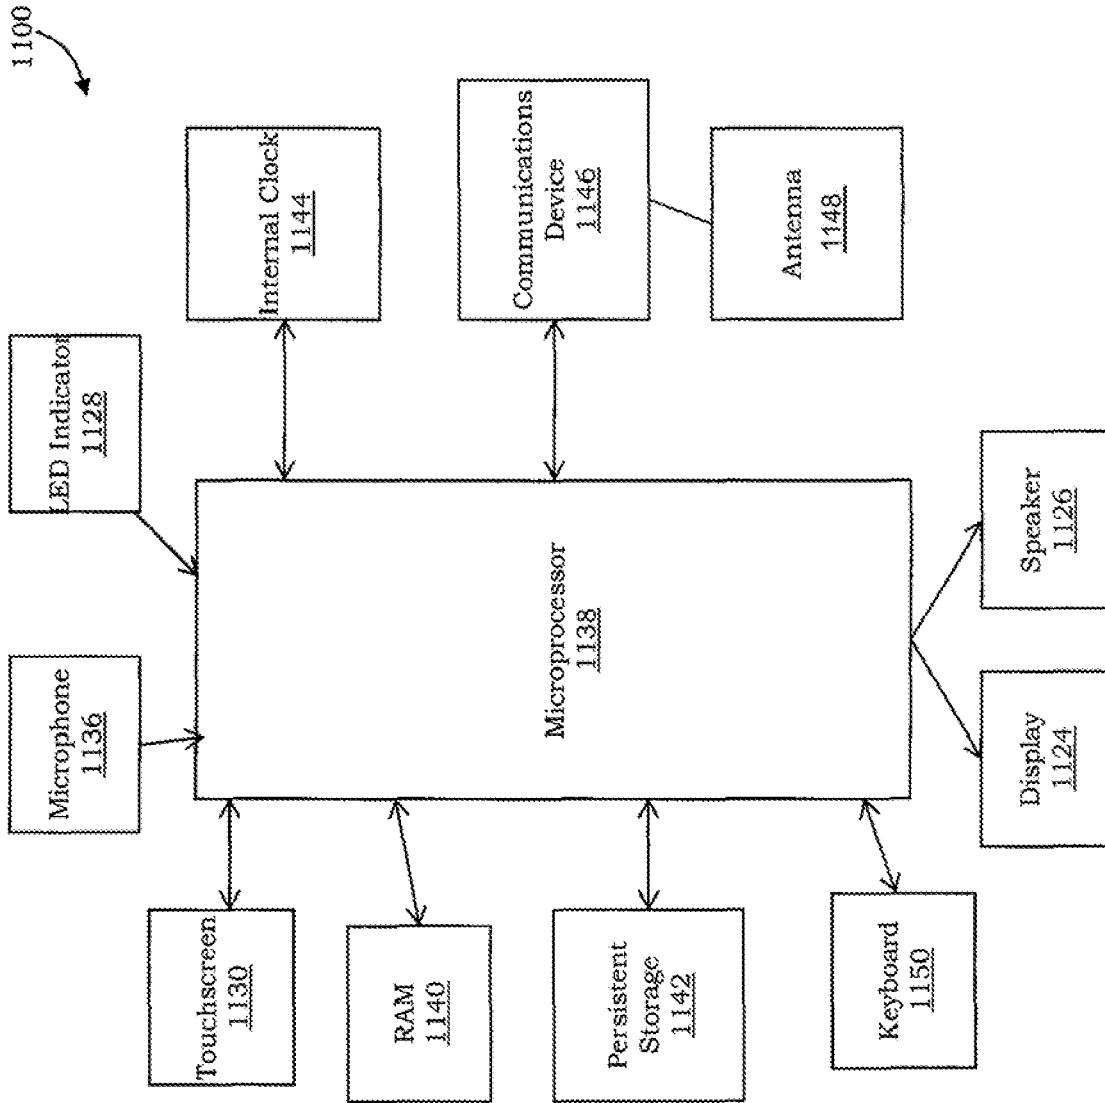 1100
LED Indicator
1128
Microphone
1136
Internal Clock
1144
Communications
Device
1146
Antenna
1148
Microprocessor
1138
Touchscreen
1130
RAM
1140
Persistent
Storage
1142
Keyboard
1150
Speaker
1126
Display
1124